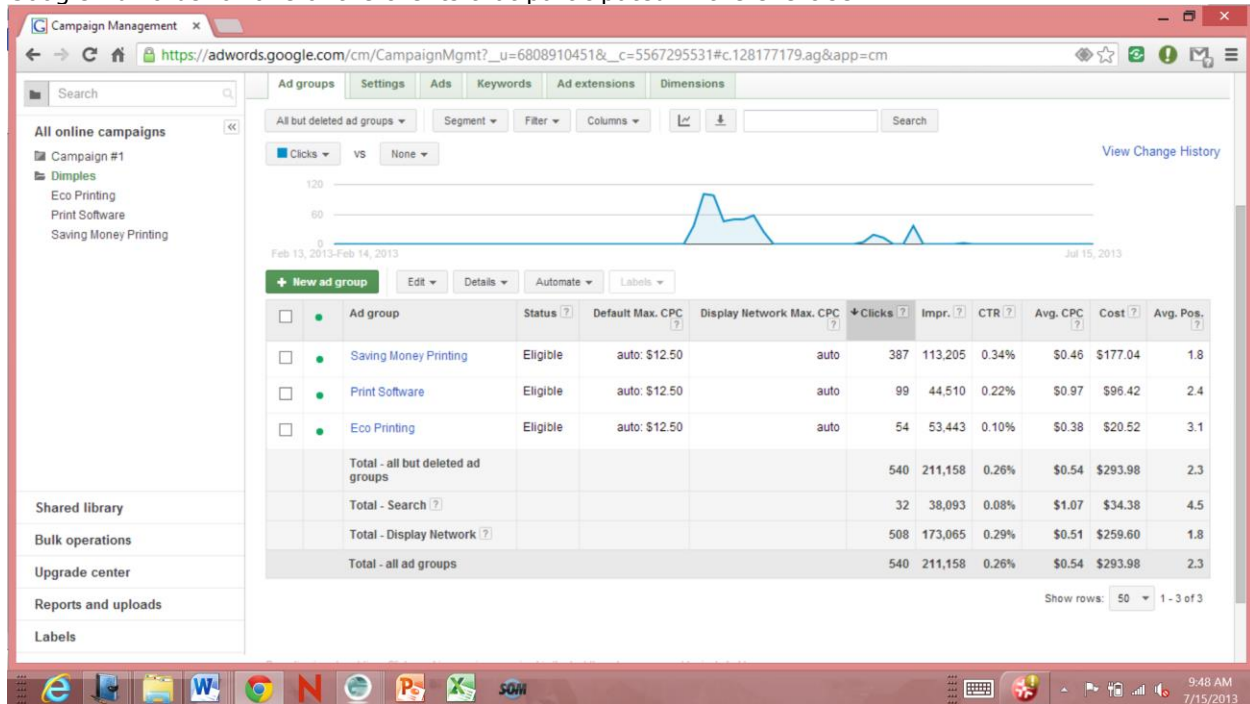 Campaign Management
https://adwords.google.com/cm/CampaignMgmt?__u=6808910451&__c=5567295531#c.128177179.ag&app=cm
Search
All online campaigns
Campaign #1
Dimples
Eco Printing
Print Software
Saving Money Printing
Shared library
Bulk operations
Upgrade center
Reports and uploads
Labels
Ad groups Settings Ads Keywords Ad extensions Dimensions
All but deleted ad groups Segment Filter Columns Search
Clicks VS None View Change History
120
60
0
Feb 13, 2013-Feb 14, 2013 Jul 15, 2013
+ New ad group Edit Details Automate Labels
Ad group Status ? Default Max. CPC ? Display Network Max. CPC ? Clicks ? Impr. ? CTR ? Avg. CPC ? Cost ? Avg. Pos. ?
Saving Money Printing Eligible auto: $12.50 auto 387 113,205 0.34% $0.46 $177.04 1.8
Print Software Eligible auto: $12.50 auto 99 44,510 0.22% $0.97 $96.42 2.4
Eco Printing Eligible auto: $12.50 auto 54 53,443 0.10% $0.38 $20.52 3.1
Total - all but deleted ad groups 540 211,158 0.26% $0.54 $293.98 2.3
Total - Search ? 32 38,093 0.08% $1.07 $34.38 4.5
Total - Display Network ? 508 173,065 0.29% $0.51 $259.60 1.8
Total - all ad groups 540 211,158 0.26% $0.54 $293.98 2.3
Show rows: 50 1 - 3 of 3
SOM
9:48 AM
7/15/2013